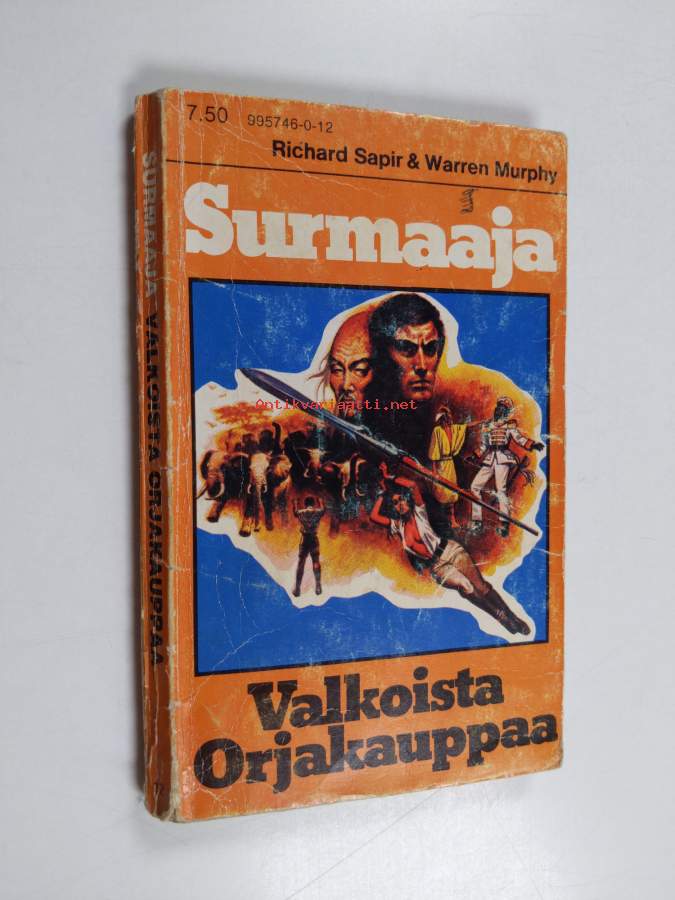 7.50 995746-0-12
Richard Sapir & Warren Murphy
Surmaaja
Antikvariaatti.net
Valkoista
Orjakauppaa
SURMAAJA VALKOISTA ORJAKAUPPAA